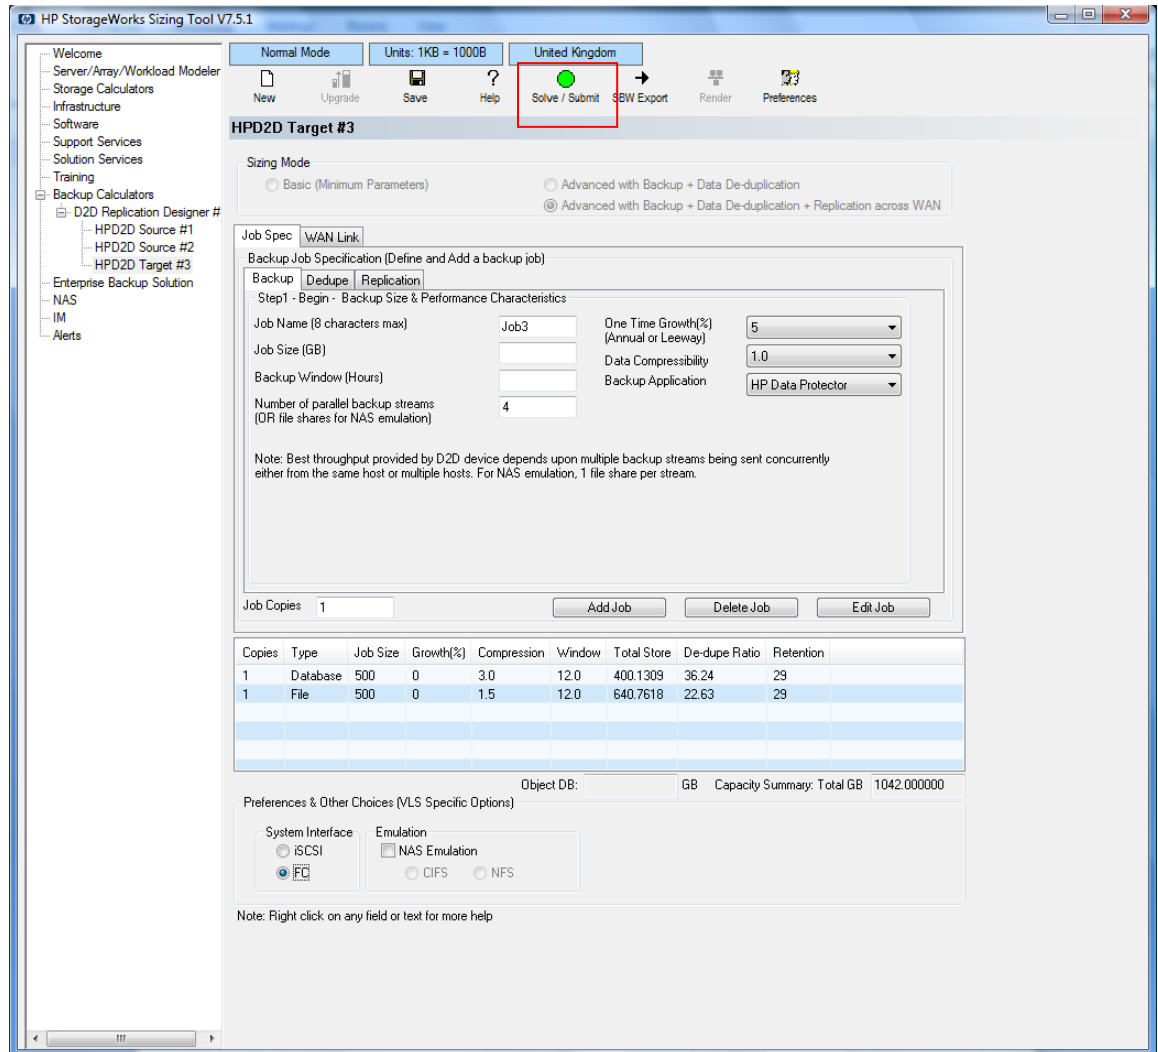 HP StorageWorks Sizing Tool V7.5.1
Welcome
Server/Array/Workload Modeler
Storage Calculators
Infrastructure
Software
Support Services
Solution Services
Training
Backup Calculators
D2D Replication Designer #
HPD2D Source #1
HPD2D Source #2
HPD2D Target #3
Enterprise Backup Solution
NAS
IM
Alerts
Normal Mode Units: 1KB = 1000B United Kingdom
New Upgrade Save Help Solve / Submit SBW Export Render Preferences
HPD2D Target #3
Sizing Mode
Basic (Minimum Parameters) Advanced with Backup + Data De-duplication
Advanced with Backup + Data De-duplication + Replication across WAN
Job Spec WAN Link
Backup Job Specification (Define and Add a backup job)
Backup Dedupe Replication
Step1 - Begin - Backup Size & Performance Characteristics
Job Name (8 characters max) Job3 One Time Growth(%) 5
(Annual or Leeway)
Job Size (GB) Data Compressibility 1.0
Backup Window (Hours) Backup Application HP Data Protector
Number of parallel backup streams 4
(OR file shares for NAS emulation)
Note: Best throughput provided by D2D device depends upon multiple backup streams being sent concurrently
either from the same host or multiple hosts. For NAS emulation, 1 file share per stream.
Job Copies 1 Add Job Delete Job Edit Job
Copies Type Job Size Growth(%) Compression Window Total Store De-dupe Ratio Retention
1 Database 500 0 3.0 12.0 400.1309 36.24 29
1 File 500 0 1.5 12.0 640.7618 22.63 29
Object DB: GB Capacity Summary: Total GB 1042.000000
Preferences & Other Choices (VLS Specific Options)
System Interface Emulation
iSCSI NAS Emulation
FC CIFS NFS
Note: Right click on any field or text for more help